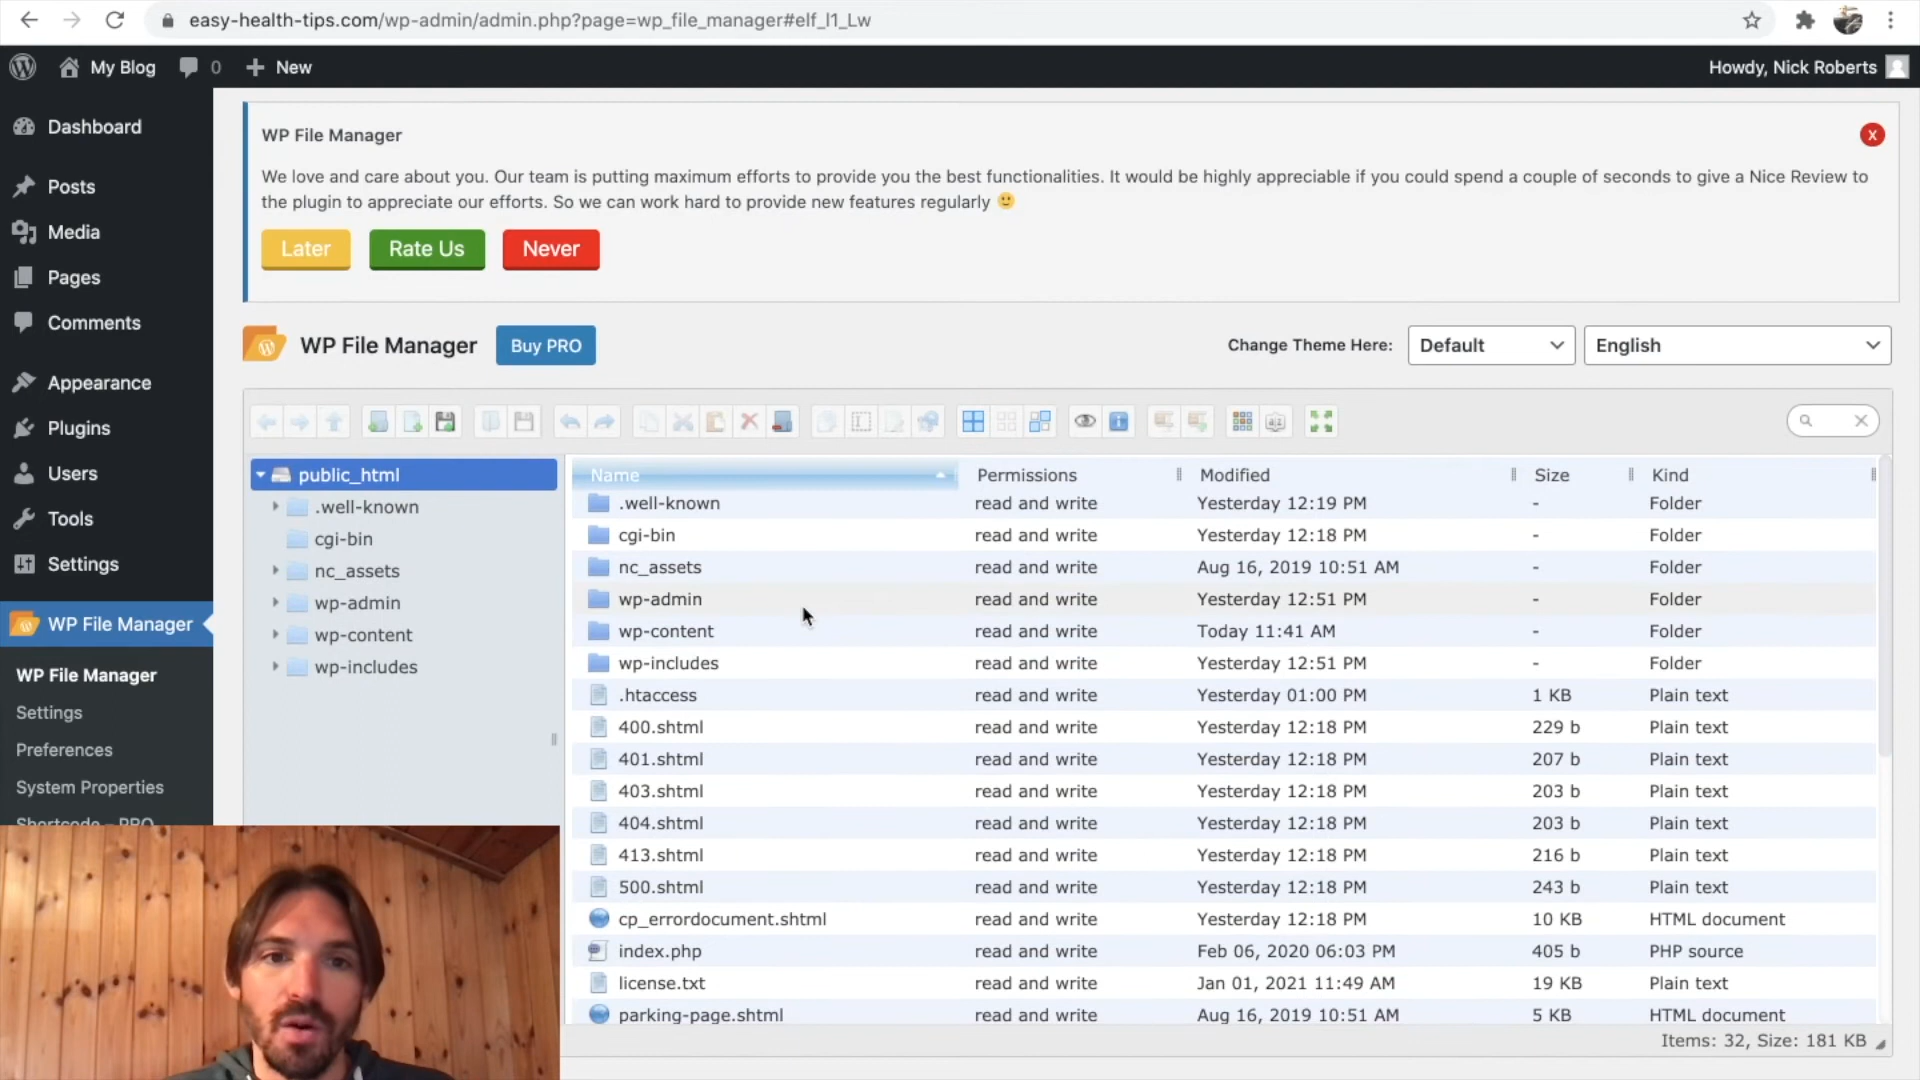 easy-health-tips.com/wp-admin/admin.php?page=wp_file_manager#elf_l1_Lw
My Blog 0 New Howdy, Nick Roberts
Dashboard
Posts
Media
Pages
Comments
Appearance
Plugins
Users
Tools
Settings
WP File Manager
WP File Manager
Settings
Preferences
System Properties
Shortcode - PRO
WP File Manager
X
We love and care about you. Our team is putting maximum efforts to provide you the best functionalities. It would be highly appreciable if you could spend a couple of seconds to give a Nice Review to
the plugin to appreciate our efforts. So we can work hard to provide new features regularly 🙂
Later Rate Us Never
WP File Manager Buy PRO Change Theme Here: Default English
public_html
.well-known
cgi-bin
nc_assets
wp-admin
wp-content
wp-includes
Name Permissions Modified Size Kind
.well-known read and write Yesterday 12:19 PM - Folder
cgi-bin read and write Yesterday 12:18 PM - Folder
nc_assets read and write Aug 16, 2019 10:51 AM - Folder
wp-admin read and write Yesterday 12:51 PM - Folder
wp-content read and write Today 11:41 AM - Folder
wp-includes read and write Yesterday 12:51 PM - Folder
.htaccess read and write Yesterday 01:00 PM 1 KB Plain text
400.shtml read and write Yesterday 12:18 PM 229 b Plain text
401.shtml read and write Yesterday 12:18 PM 207 b Plain text
403.shtml read and write Yesterday 12:18 PM 203 b Plain text
404.shtml read and write Yesterday 12:18 PM 203 b Plain text
413.shtml read and write Yesterday 12:18 PM 216 b Plain text
500.shtml read and write Yesterday 12:18 PM 243 b Plain text
cp_errordocument.shtml read and write Yesterday 12:18 PM 10 KB HTML document
index.php read and write Feb 06, 2020 06:03 PM 405 b PHP source
license.txt read and write Jan 01, 2021 11:49 AM 19 KB Plain text
parking-page.shtml read and write Aug 16, 2019 10:51 AM 5 KB HTML document
Items: 32, Size: 181 KB